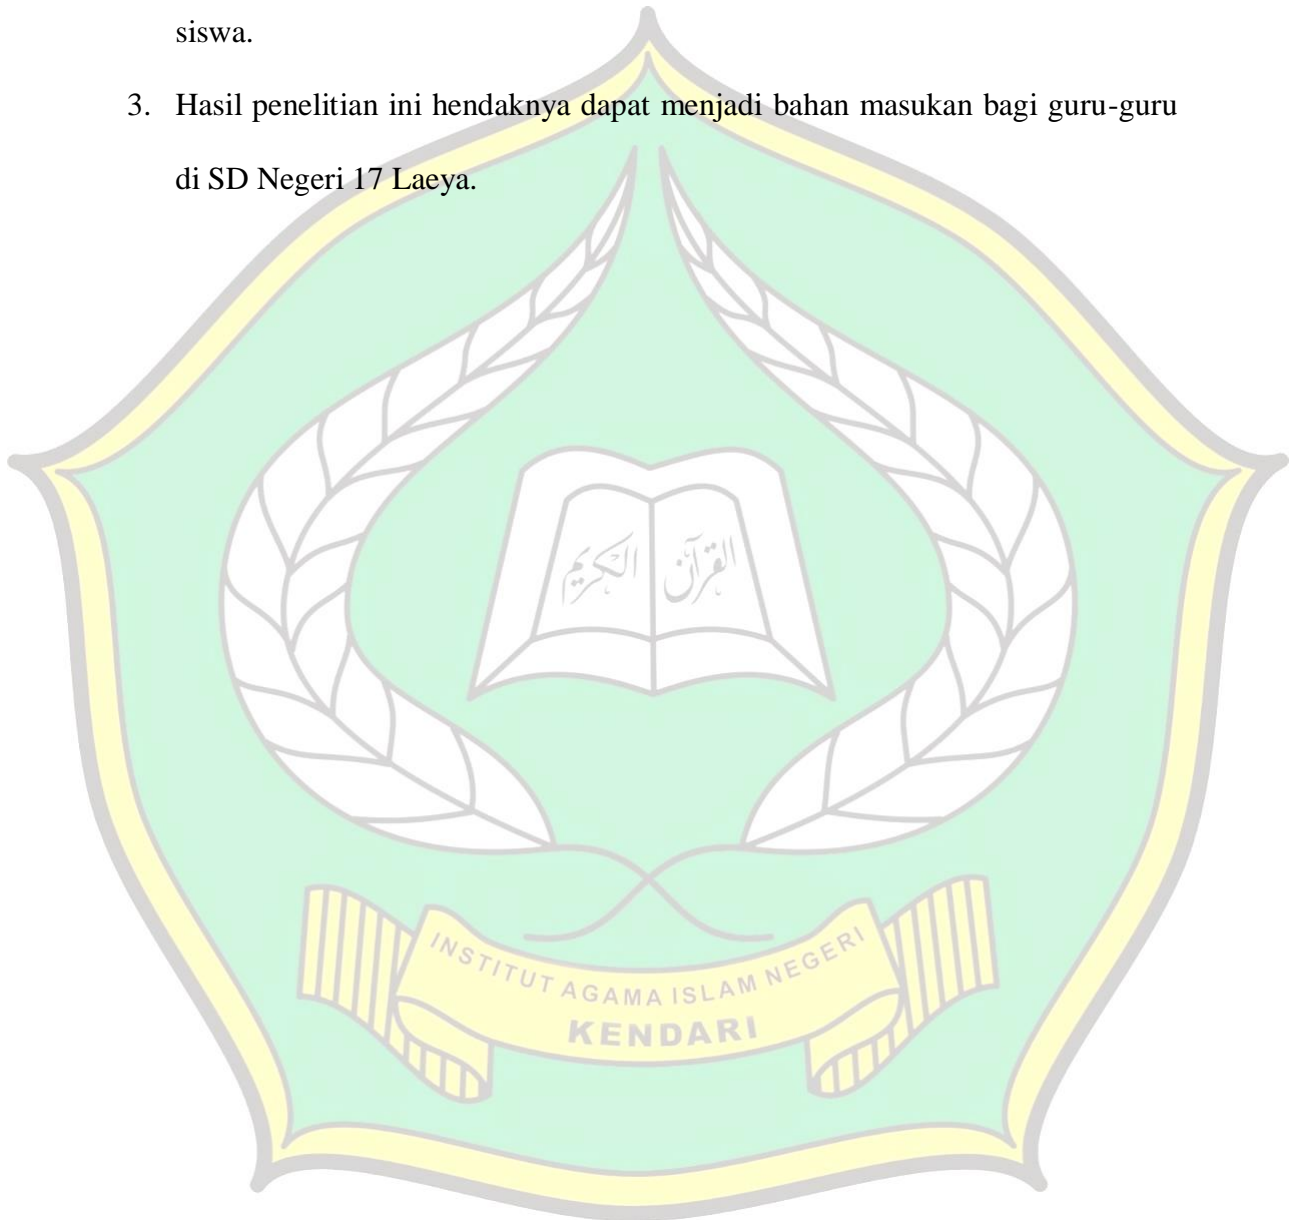 siswa.
3. Hasil penelitian ini hendaknya dapat menjadi bahan masukan bagi guru-guru
di SD Negeri 17 Laeya.
القرآن الكريم
INSTITUT AGAMA ISLAM NEGERI
KENDARI